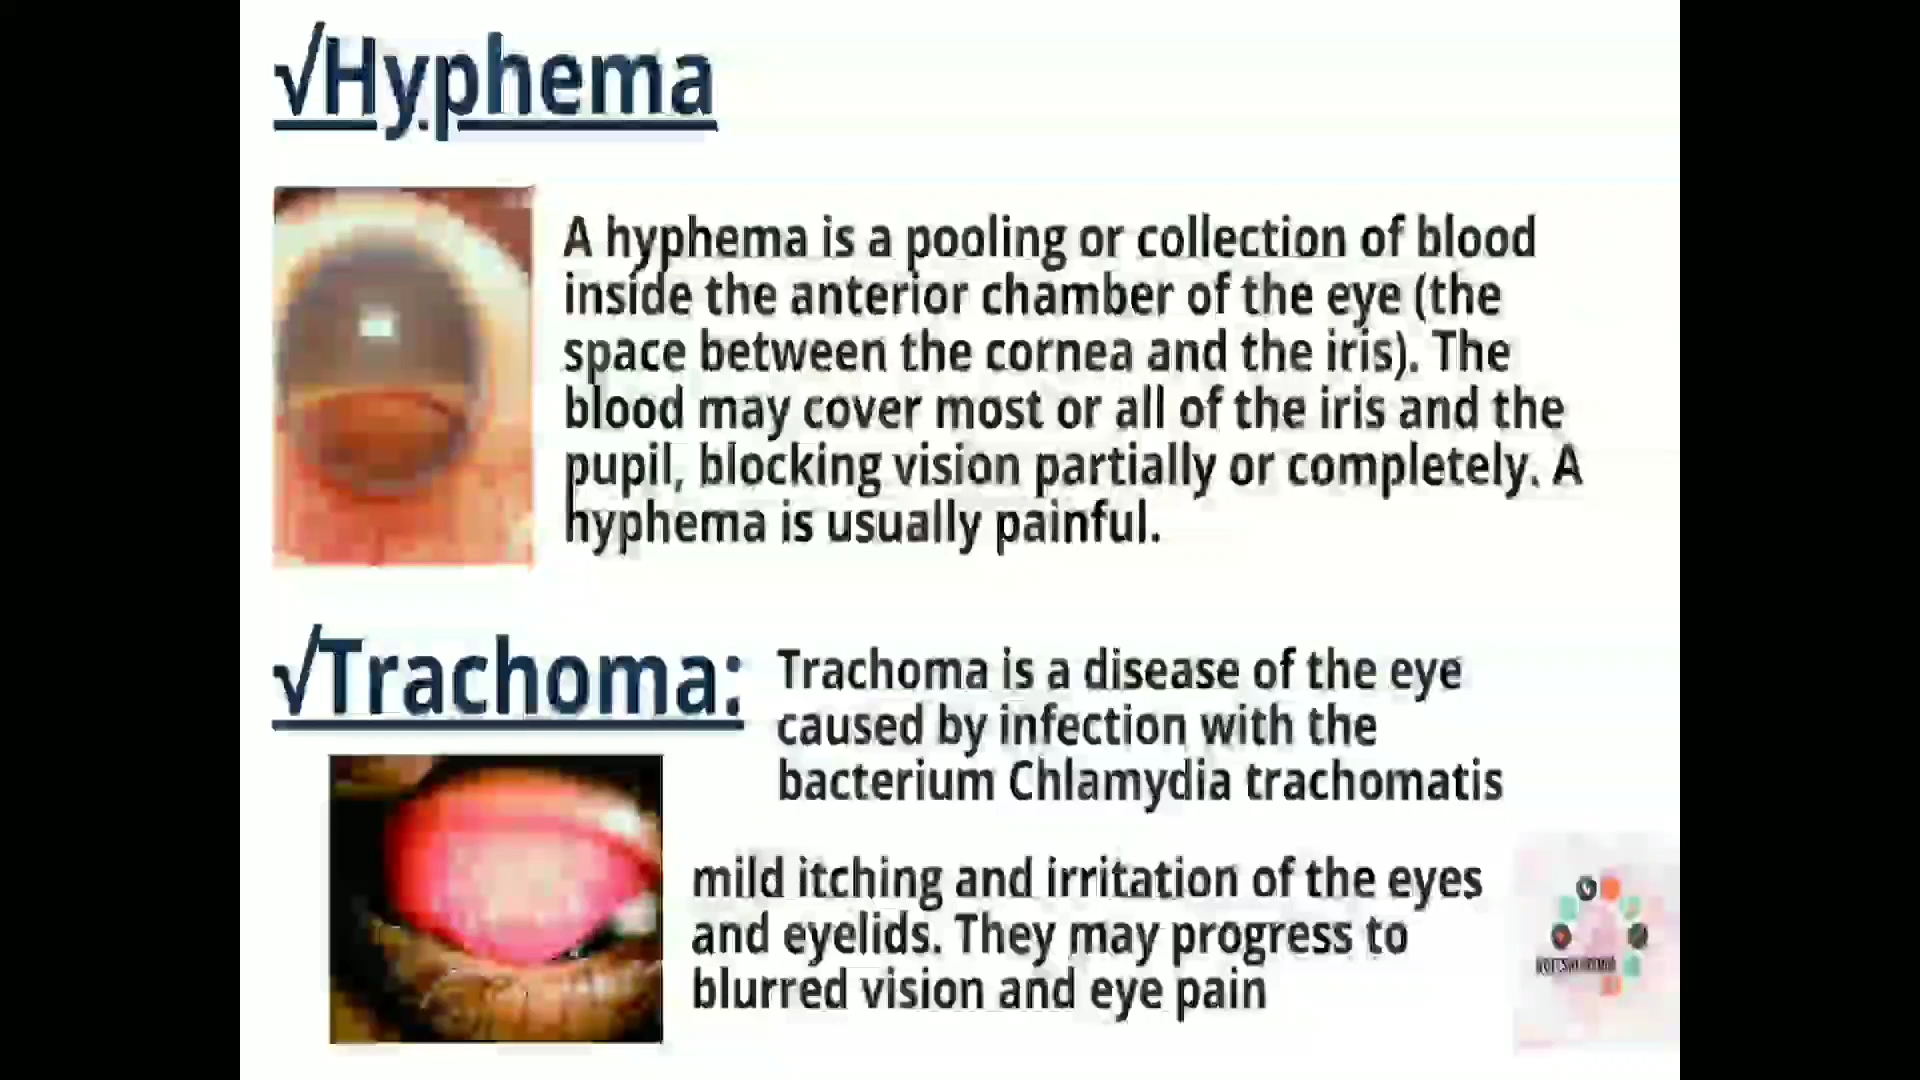 √Hyphema
A hyphema is a pooling or collection of blood
inside the anterior chamber of the eye (the
space between the cornea and the iris). The
blood may cover most or all of the iris and the
pupil, blocking vision partially or completely. A
hyphema is usually painful.
√Trachoma:
Trachoma is a disease of the eye
caused by infection with the
bacterium Chlamydia trachomatis
mild itching and irritation of the eyes
and eyelids. They may progress to
blurred vision and eye pain